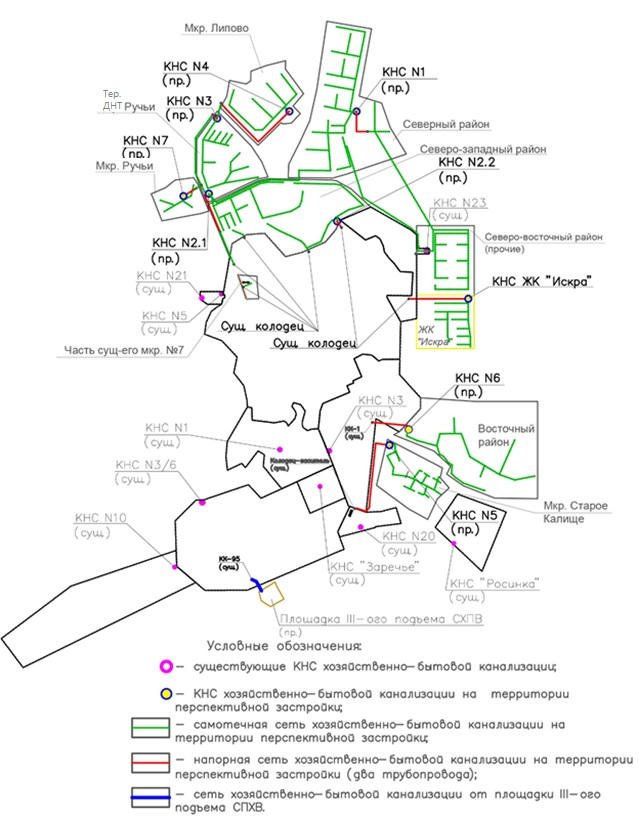 Мкр. Липово
КНС N4
(пр.)
КНС N1
(пр.)
Тер.
ДНТ Ручьи
КНС N3
(пр.)
Северный район
КНС N7
(пр.)
Мкр. Ручьи
Северо-западный район
КНС N2.2
(пр.)
КНС N23
(сущ)
КНС N2.1
(пр.)
Северо-восточный район
(прочие)
КНС N21
(сущ)
КНС ЖК "Искра"
КНС N5
(сущ)
Сущ колодец
Сущ колодец
ЖК
"Искра"
Часть сущ-его мкр. №7
КНС N6
(пр.)
КНС N3
(сущ)
КНС N1
(сущ)
КК-1
(сущ)
Восточный
район
Колодец-гаситель
(сущ)
КНС N3/6
(сущ)
Мкр. Старое
Калище
КНС N5
(пр.)
КНС N10
(сущ)
КНС N20
(сущ)
КК-95
(сущ)
КНС "Заречье"
(сущ)
КНС "Росинка"
(сущ)
Площадка III-ого подъема СХПВ
(пр.)
Условные обозначения:
– существующие КНС хозяйственно-бытовой канализации;
– КНС хозяйственно-бытовой канализации на территории
перспективной застройки;
– самотечная сеть хозяйственно-бытовой канализации на
территории перспективной застройки;
– напорная сеть хозяйственно-бытовой канализации на территории
перспективной застройки (два трубопровода);
– сеть хозяйственно-бытовой канализации от площадки III-ого
подъема СПХВ.